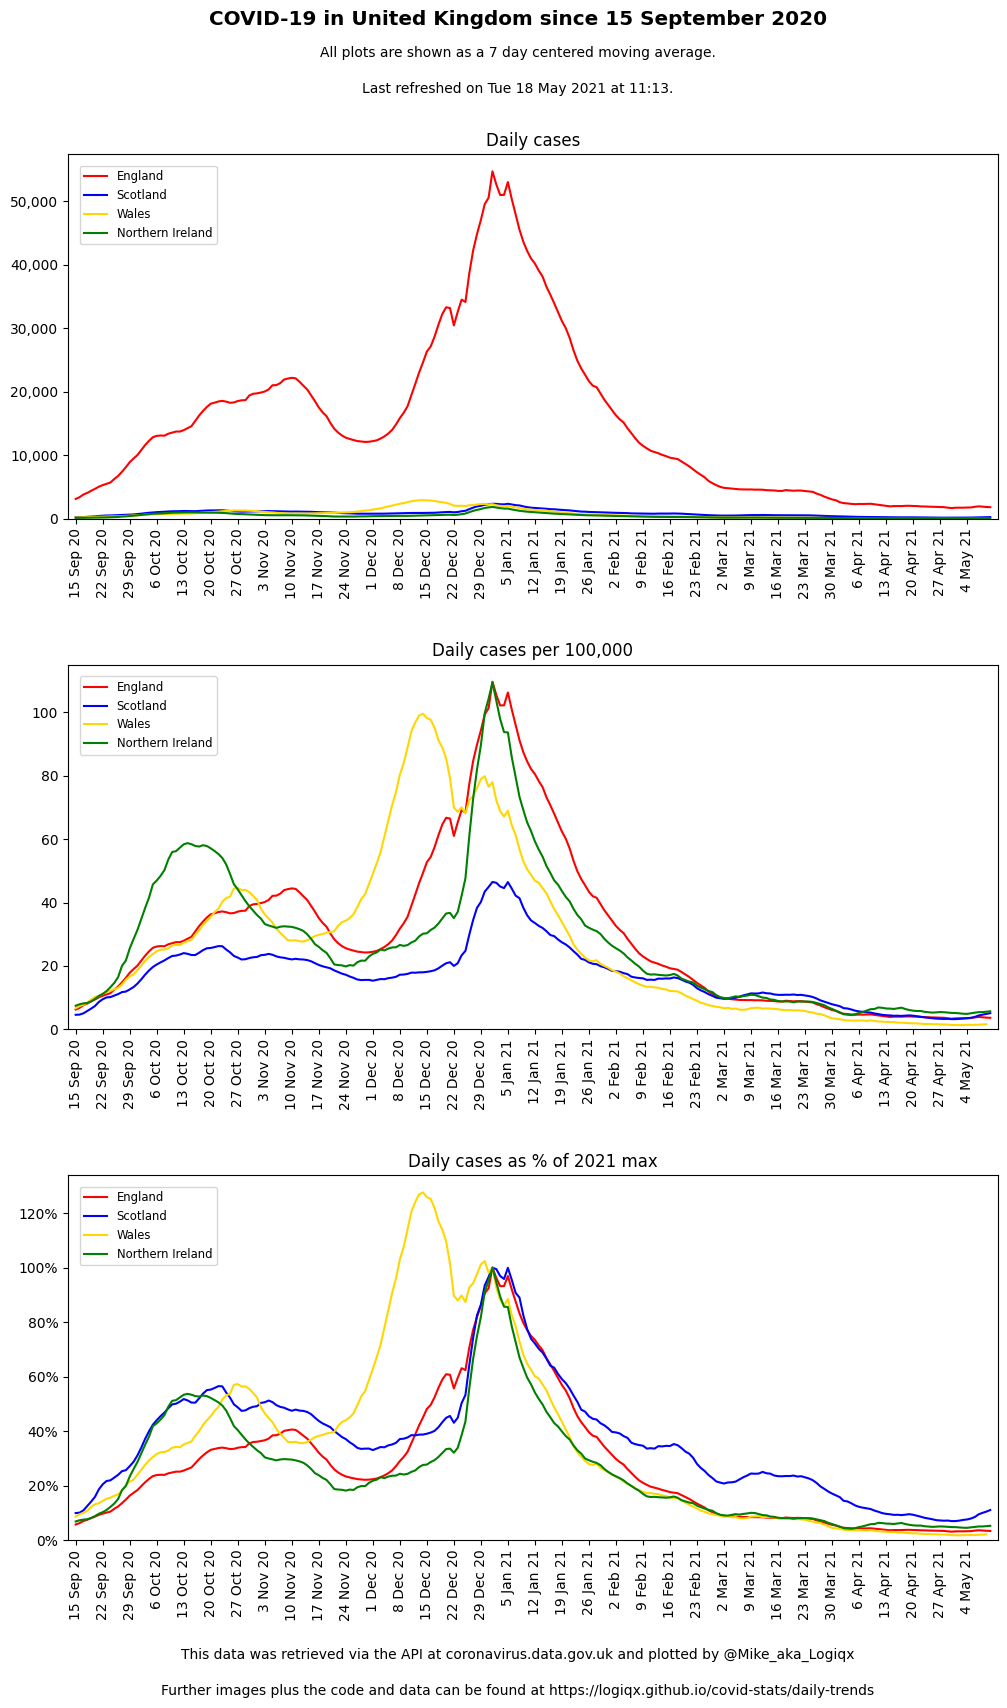 COVID-19 in United Kingdom since 15 September 2020
All plots are shown as a 7 day centered moving average.
Last refreshed on Tue 18 May 2021 at 11:13.
Daily cases
England
Scotland
Wales
Northern Ireland
50,000
40,000
30,000
20,000
10,000
0
15 Sep 20
22 Sep 20
29 Sep 20
6 Oct 20
13 Oct 20
20 Oct 20
27 Oct 20
3 Nov 20
10 Nov 20
17 Nov 20
24 Nov 20
1 Dec 20
8 Dec 20
15 Dec 20
22 Dec 20
29 Dec 20
5 Jan 21
12 Jan 21
19 Jan 21
26 Jan 21
2 Feb 21
9 Feb 21
16 Feb 21
23 Feb 21
2 Mar 21
9 Mar 21
16 Mar 21
23 Mar 21
30 Mar 21
6 Apr 21
13 Apr 21
20 Apr 21
27 Apr 21
4 May 21
Daily cases per 100,000
England
Scotland
Wales
Northern Ireland
100
80
60
40
20
0
15 Sep 20
22 Sep 20
29 Sep 20
6 Oct 20
13 Oct 20
20 Oct 20
27 Oct 20
3 Nov 20
10 Nov 20
17 Nov 20
24 Nov 20
1 Dec 20
8 Dec 20
15 Dec 20
22 Dec 20
29 Dec 20
5 Jan 21
12 Jan 21
19 Jan 21
26 Jan 21
2 Feb 21
9 Feb 21
16 Feb 21
23 Feb 21
2 Mar 21
9 Mar 21
16 Mar 21
23 Mar 21
30 Mar 21
6 Apr 21
13 Apr 21
20 Apr 21
27 Apr 21
4 May 21
Daily cases as % of 2021 max
England
Scotland
Wales
Northern Ireland
120%
100%
80%
60%
40%
20%
0%
15 Sep 20
22 Sep 20
29 Sep 20
6 Oct 20
13 Oct 20
20 Oct 20
27 Oct 20
3 Nov 20
10 Nov 20
17 Nov 20
24 Nov 20
1 Dec 20
8 Dec 20
15 Dec 20
22 Dec 20
29 Dec 20
5 Jan 21
12 Jan 21
19 Jan 21
26 Jan 21
2 Feb 21
9 Feb 21
16 Feb 21
23 Feb 21
2 Mar 21
9 Mar 21
16 Mar 21
23 Mar 21
30 Mar 21
6 Apr 21
13 Apr 21
20 Apr 21
27 Apr 21
4 May 21
This data was retrieved via the API at coronavirus.data.gov.uk and plotted by @Mike_aka_Logiqx
Further images plus the code and data can be found at https://logiqx.github.io/covid-stats/daily-trends